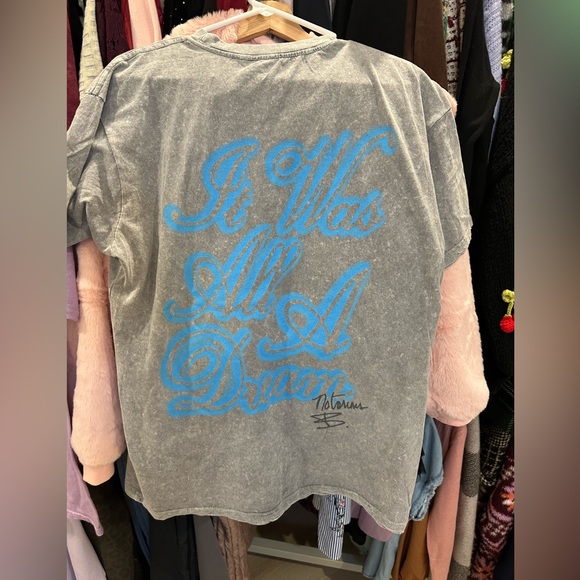 It Was
All A
Dream
Notorious
B